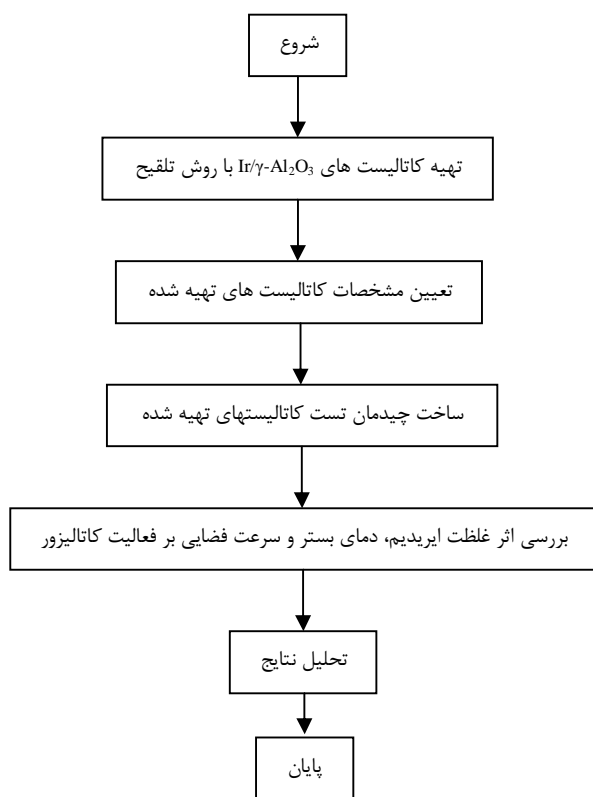 شروع
تهیه کاتالیست های Ir/γ-Al₂O₃ با روش تلقیح
تعیین مشخصات کاتالیست های تهیه شده
ساخت چیدمان تست کاتالیستهای تهیه شده
بررسی اثر غلظت ایریدیم، دمای بستر و سرعت فضایی بر فعالیت کاتالیزور
تحلیل نتایج
پایان